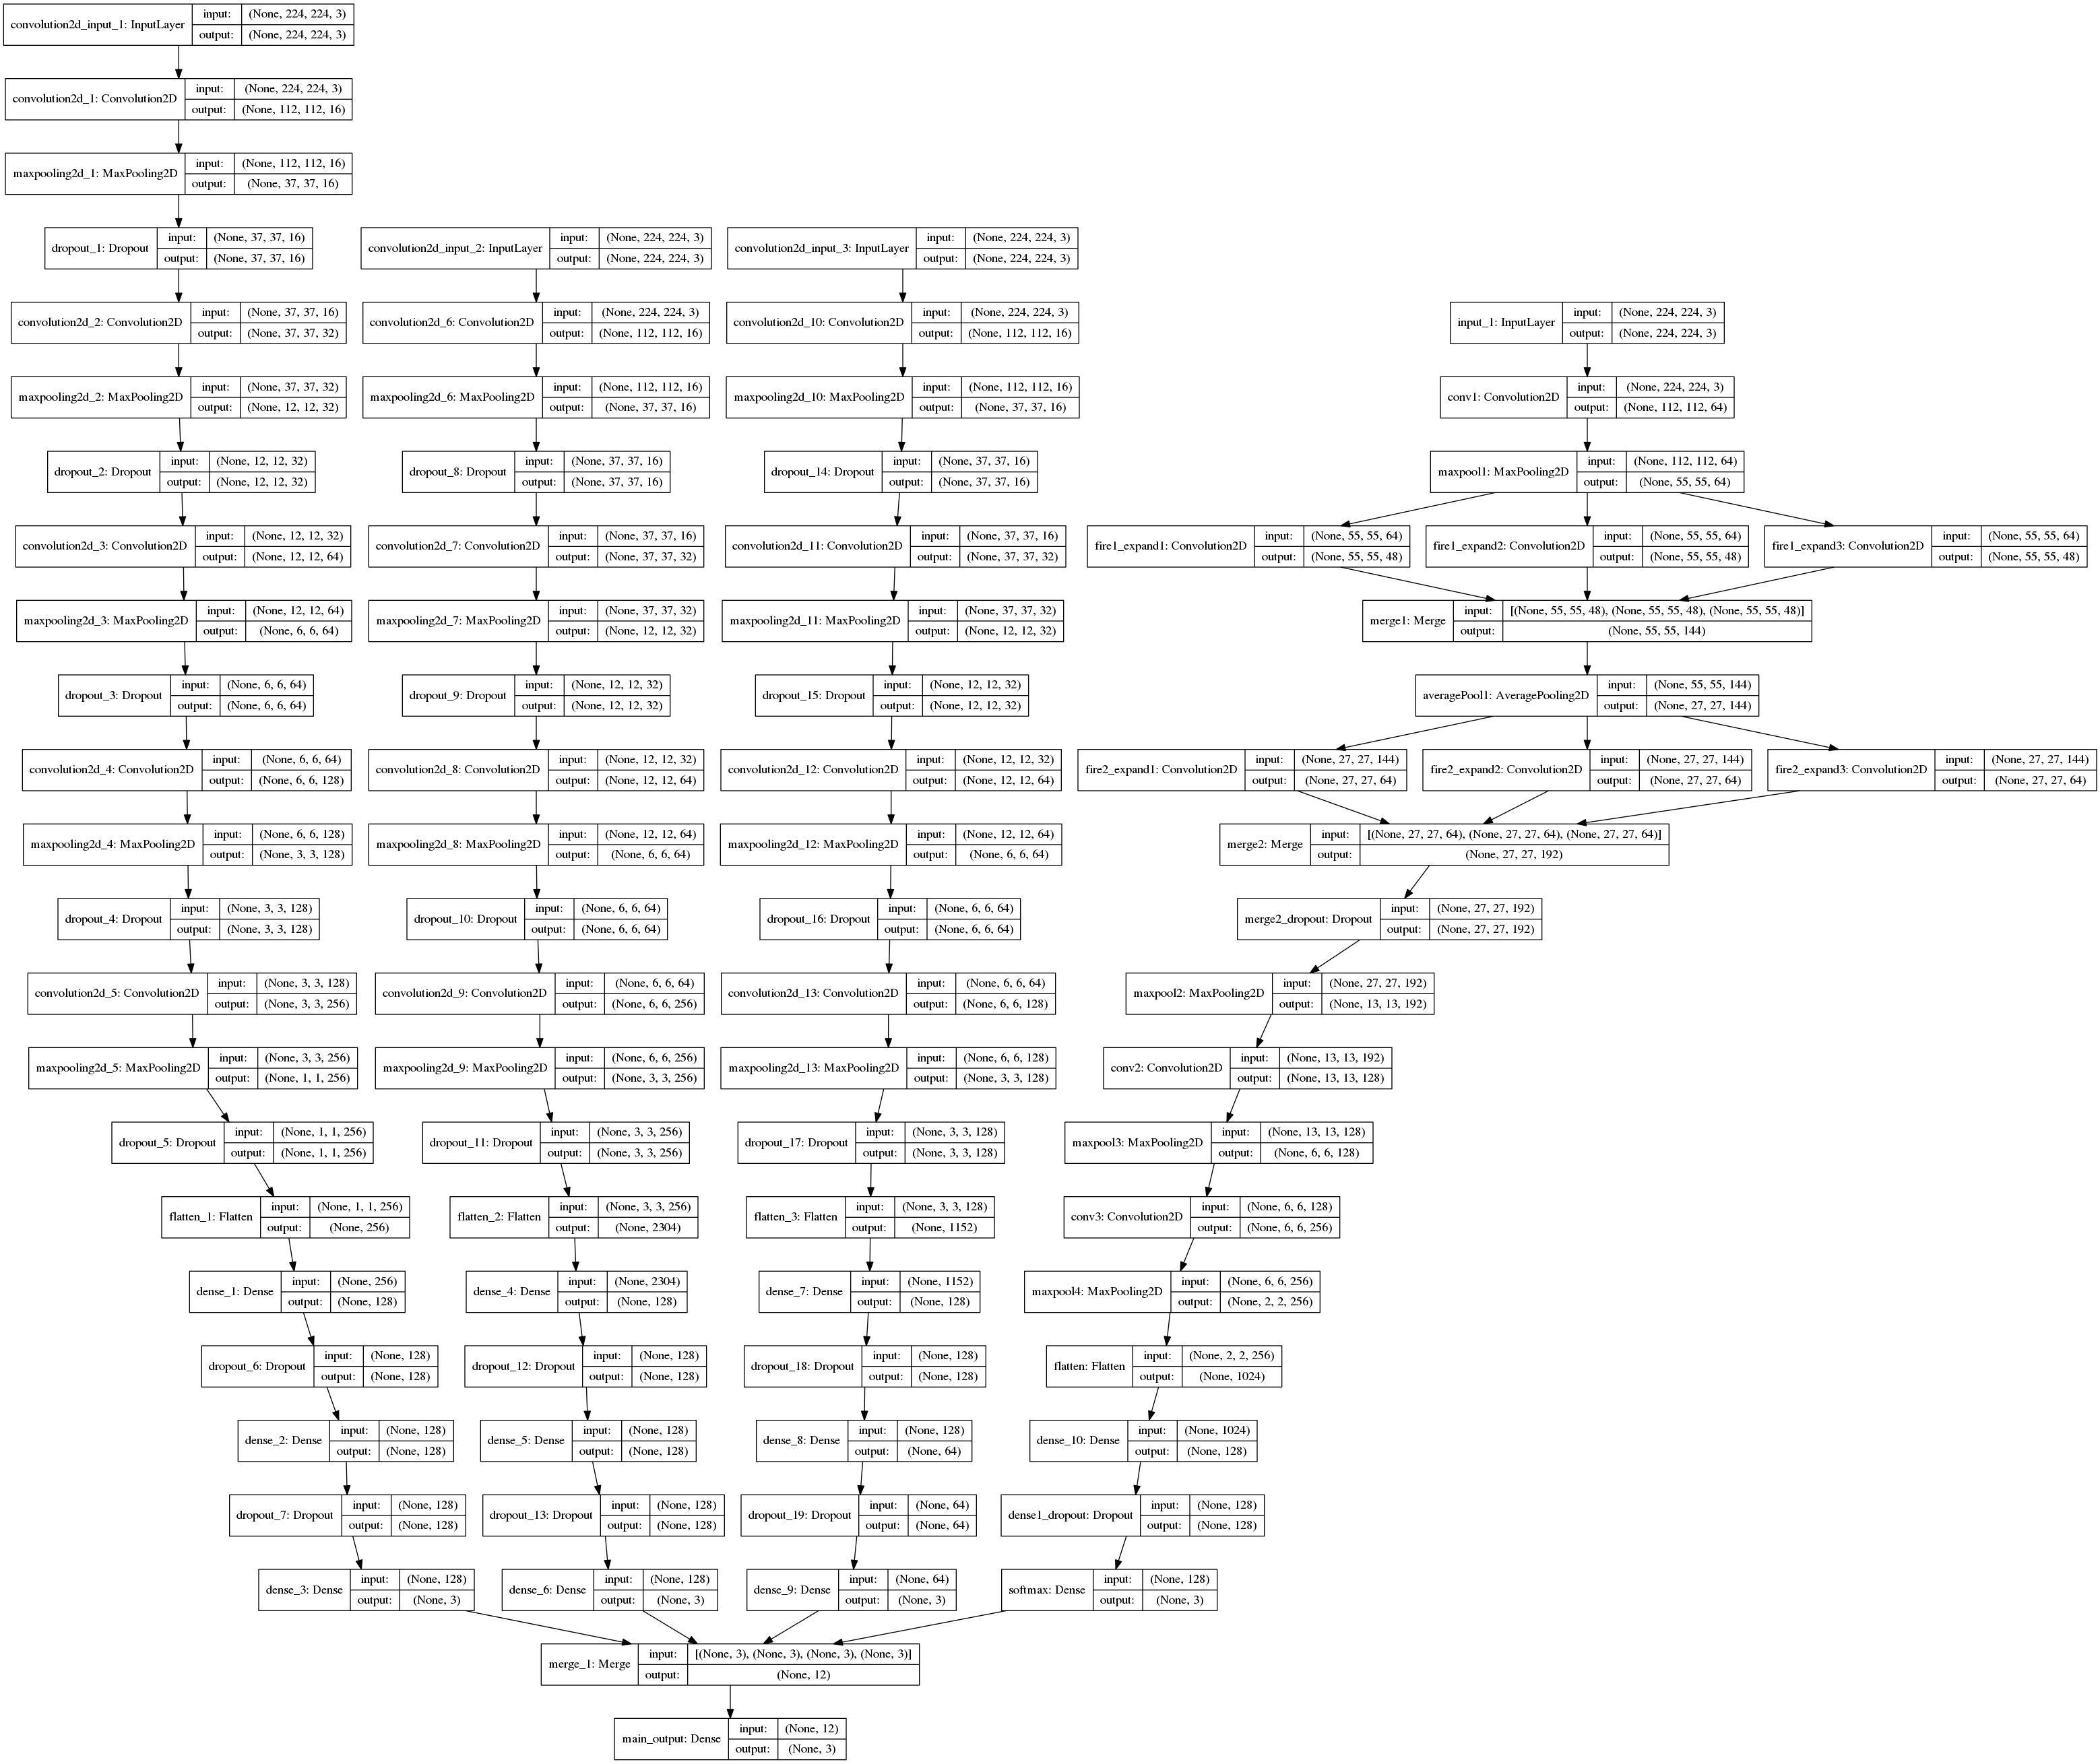 convolution2d_input_1: InputLayer
input: (None, 224, 224, 3)
output: (None, 224, 224, 3)
convolution2d_1: Convolution2D
input: (None, 224, 224, 3)
output: (None, 112, 112, 16)
maxpooling2d_1: MaxPooling2D
input: (None, 112, 112, 16)
output: (None, 37, 37, 16)
dropout_1: Dropout
input: (None, 37, 37, 16)
output: (None, 37, 37, 16)
convolution2d_2: Convolution2D
input: (None, 37, 37, 16)
output: (None, 37, 37, 32)
maxpooling2d_2: MaxPooling2D
input: (None, 37, 37, 32)
output: (None, 12, 12, 32)
dropout_2: Dropout
input: (None, 12, 12, 32)
output: (None, 12, 12, 32)
convolution2d_3: Convolution2D
input: (None, 12, 12, 32)
output: (None, 12, 12, 64)
maxpooling2d_3: MaxPooling2D
input: (None, 12, 12, 64)
output: (None, 6, 6, 64)
dropout_3: Dropout
input: (None, 6, 6, 64)
output: (None, 6, 6, 64)
convolution2d_4: Convolution2D
input: (None, 6, 6, 64)
output: (None, 6, 6, 128)
maxpooling2d_4: MaxPooling2D
input: (None, 6, 6, 128)
output: (None, 3, 3, 128)
dropout_4: Dropout
input: (None, 3, 3, 128)
output: (None, 3, 3, 128)
convolution2d_5: Convolution2D
input: (None, 3, 3, 128)
output: (None, 3, 3, 256)
maxpooling2d_5: MaxPooling2D
input: (None, 3, 3, 256)
output: (None, 1, 1, 256)
dropout_5: Dropout
input: (None, 1, 1, 256)
output: (None, 1, 1, 256)
flatten_1: Flatten
input: (None, 1, 1, 256)
output: (None, 256)
dense_1: Dense
input: (None, 256)
output: (None, 128)
dropout_6: Dropout
input: (None, 128)
output: (None, 128)
dense_2: Dense
input: (None, 128)
output: (None, 128)
dropout_7: Dropout
input: (None, 128)
output: (None, 128)
dense_3: Dense
input: (None, 128)
output: (None, 3)
convolution2d_input_2: InputLayer
input: (None, 224, 224, 3)
output: (None, 224, 224, 3)
convolution2d_6: Convolution2D
input: (None, 224, 224, 3)
output: (None, 112, 112, 16)
maxpooling2d_6: MaxPooling2D
input: (None, 112, 112, 16)
output: (None, 37, 37, 16)
dropout_8: Dropout
input: (None, 37, 37, 16)
output: (None, 37, 37, 16)
convolution2d_7: Convolution2D
input: (None, 37, 37, 16)
output: (None, 37, 37, 32)
maxpooling2d_7: MaxPooling2D
input: (None, 37, 37, 32)
output: (None, 12, 12, 32)
dropout_9: Dropout
input: (None, 12, 12, 32)
output: (None, 12, 12, 32)
convolution2d_8: Convolution2D
input: (None, 12, 12, 32)
output: (None, 12, 12, 64)
maxpooling2d_8: MaxPooling2D
input: (None, 12, 12, 64)
output: (None, 6, 6, 64)
dropout_10: Dropout
input: (None, 6, 6, 64)
output: (None, 6, 6, 64)
convolution2d_9: Convolution2D
input: (None, 6, 6, 64)
output: (None, 6, 6, 256)
maxpooling2d_9: MaxPooling2D
input: (None, 6, 6, 256)
output: (None, 3, 3, 256)
dropout_11: Dropout
input: (None, 3, 3, 256)
output: (None, 3, 3, 256)
flatten_2: Flatten
input: (None, 3, 3, 256)
output: (None, 2304)
dense_4: Dense
input: (None, 2304)
output: (None, 128)
dropout_12: Dropout
input: (None, 128)
output: (None, 128)
dense_5: Dense
input: (None, 128)
output: (None, 128)
dropout_13: Dropout
input: (None, 128)
output: (None, 128)
dense_6: Dense
input: (None, 128)
output: (None, 3)
convolution2d_input_3: InputLayer
input: (None, 224, 224, 3)
output: (None, 224, 224, 3)
convolution2d_10: Convolution2D
input: (None, 224, 224, 3)
output: (None, 112, 112, 16)
maxpooling2d_10: MaxPooling2D
input: (None, 112, 112, 16)
output: (None, 37, 37, 16)
dropout_14: Dropout
input: (None, 37, 37, 16)
output: (None, 37, 37, 16)
convolution2d_11: Convolution2D
input: (None, 37, 37, 16)
output: (None, 37, 37, 32)
maxpooling2d_11: MaxPooling2D
input: (None, 37, 37, 32)
output: (None, 12, 12, 32)
dropout_15: Dropout
input: (None, 12, 12, 32)
output: (None, 12, 12, 32)
convolution2d_12: Convolution2D
input: (None, 12, 12, 32)
output: (None, 12, 12, 64)
maxpooling2d_12: MaxPooling2D
input: (None, 12, 12, 64)
output: (None, 6, 6, 64)
dropout_16: Dropout
input: (None, 6, 6, 64)
output: (None, 6, 6, 64)
convolution2d_13: Convolution2D
input: (None, 6, 6, 64)
output: (None, 6, 6, 128)
maxpooling2d_13: MaxPooling2D
input: (None, 6, 6, 128)
output: (None, 3, 3, 128)
dropout_17: Dropout
input: (None, 3, 3, 128)
output: (None, 3, 3, 128)
flatten_3: Flatten
input: (None, 3, 3, 128)
output: (None, 1152)
dense_7: Dense
input: (None, 1152)
output: (None, 128)
dropout_18: Dropout
input: (None, 128)
output: (None, 128)
dense_8: Dense
input: (None, 128)
output: (None, 64)
dropout_19: Dropout
input: (None, 64)
output: (None, 64)
dense_9: Dense
input: (None, 64)
output: (None, 3)
input_1: InputLayer
input: (None, 224, 224, 3)
output: (None, 224, 224, 3)
conv1: Convolution2D
input: (None, 224, 224, 3)
output: (None, 112, 112, 64)
maxpool1: MaxPooling2D
input: (None, 112, 112, 64)
output: (None, 55, 55, 64)
fire1_expand1: Convolution2D
input: (None, 55, 55, 64)
output: (None, 55, 55, 48)
fire1_expand2: Convolution2D
input: (None, 55, 55, 64)
output: (None, 55, 55, 48)
fire1_expand3: Convolution2D
input: (None, 55, 55, 64)
output: (None, 55, 55, 48)
merge1: Merge
input: [(None, 55, 55, 48), (None, 55, 55, 48), (None, 55, 55, 48)]
output: (None, 55, 55, 144)
averagePool1: AveragePooling2D
input: (None, 55, 55, 144)
output: (None, 27, 27, 144)
fire2_expand1: Convolution2D
input: (None, 27, 27, 144)
output: (None, 27, 27, 64)
fire2_expand2: Convolution2D
input: (None, 27, 27, 144)
output: (None, 27, 27, 64)
fire2_expand3: Convolution2D
input: (None, 27, 27, 144)
output: (None, 27, 27, 64)
merge2: Merge
input: [(None, 27, 27, 64), (None, 27, 27, 64), (None, 27, 27, 64)]
output: (None, 27, 27, 192)
merge2_dropout: Dropout
input: (None, 27, 27, 192)
output: (None, 27, 27, 192)
maxpool2: MaxPooling2D
input: (None, 27, 27, 192)
output: (None, 13, 13, 192)
conv2: Convolution2D
input: (None, 13, 13, 192)
output: (None, 13, 13, 128)
maxpool3: MaxPooling2D
input: (None, 13, 13, 128)
output: (None, 6, 6, 128)
conv3: Convolution2D
input: (None, 6, 6, 128)
output: (None, 6, 6, 256)
maxpool4: MaxPooling2D
input: (None, 6, 6, 256)
output: (None, 2, 2, 256)
flatten: Flatten
input: (None, 2, 2, 256)
output: (None, 1024)
dense_10: Dense
input: (None, 1024)
output: (None, 128)
dense1_dropout: Dropout
input: (None, 128)
output: (None, 128)
softmax: Dense
input: (None, 128)
output: (None, 3)
merge_1: Merge
input: [(None, 3), (None, 3), (None, 3), (None, 3)]
output: (None, 12)
main_output: Dense
input: (None, 12)
output: (None, 3)